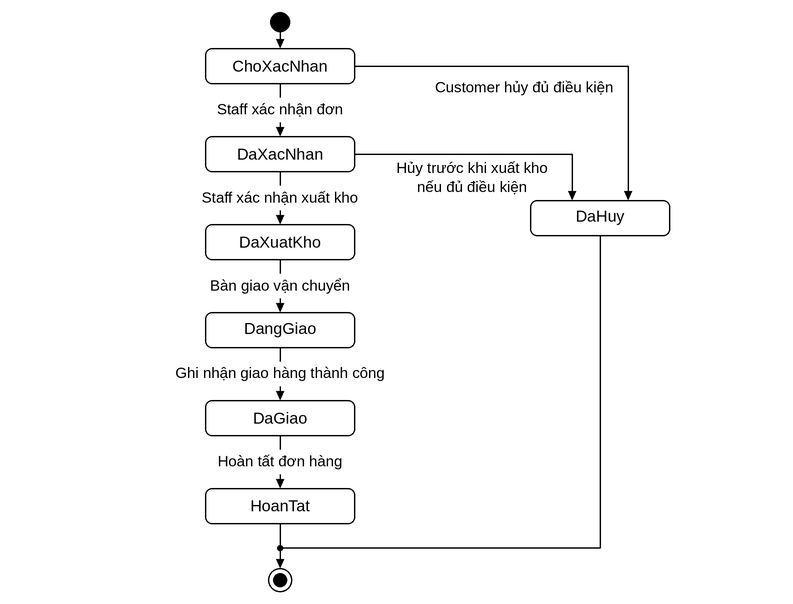 ChoXacNhan
Customer hủy đủ điều kiện
Staff xác nhận đơn
DaXacNhan
Hủy trước khi xuất kho
nếu đủ điều kiện
Staff xác nhận xuất kho
DaHuy
DaXuatKho
Bàn giao vận chuyển
DangGiao
Ghi nhận giao hàng thành công
DaGiao
Hoàn tất đơn hàng
HoanTat